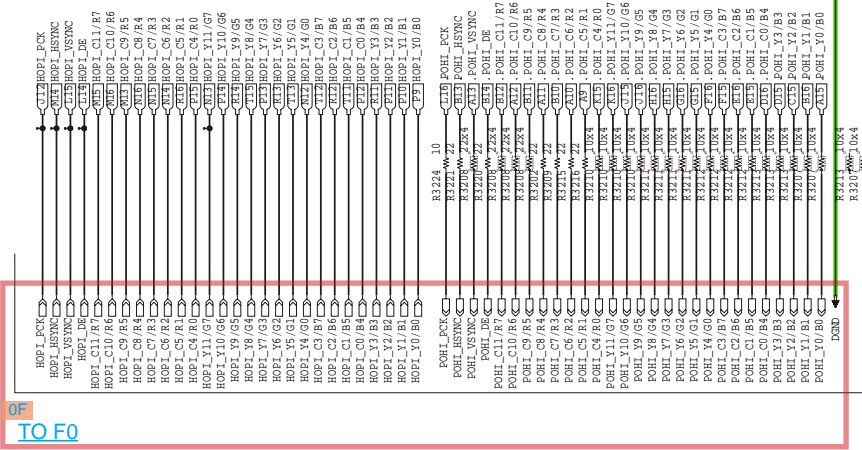 J12 HOPI_PCK
M14 HOPI_HSYNC
L15 HOPI_VSYNC
L14 HOPI_DE
M15 HOPI_C11/R7
M16 HOPI_C10/R6
M13 HOPI_C9/R5
N16 HOPI_C8/R4
N15 HOPI_C7/R3
N14 HOPI_C6/R2
R16 HOPI_C5/R1
P15 HOPI_C4/R0
N13 HOPI_Y11/G7
P14 HOPI_Y10/G6
R14 HOPI_Y9/G5
T15 HOPI_Y8/G4
P13 HOPI_Y7/G3
R13 HOPI_Y6/G2
T13 HOPI_Y5/G1
N12 HOPI_Y4/G0
T12 HOPI_C3/B7
R12 HOPI_C2/B6
T11 HOPI_C1/B5
P12 HOPI_C0/B4
R11 HOPI_Y3/B3
P11 HOPI_Y2/B2
P10 HOPI_Y1/B1
P9 HOPI_Y0/B0
L16 POHI_PCK
B13 POHI_HSYNC
A13 POHI_VSYNC
B14 POHI_DE
B12 POHI_C11/R7
A12 POHI_C10/R6
B11 POHI_C9/R5
A11 POHI_C8/R4
B10 POHI_C7/R3
A10 POHI_C6/R2
A9 POHI_C5/R1
K15 POHI_C4/R0
K16 POHI_Y11/G7
J15 POHI_Y10/G6
J16 POHI_Y9/G5
H16 POHI_Y8/G4
H15 POHI_Y7/G3
G16 POHI_Y6/G2
G15 POHI_Y5/G1
F16 POHI_Y4/G0
F15 POHI_C3/B7
E16 POHI_C2/B6
E15 POHI_C1/B5
D16 POHI_C0/B4
D15 POHI_Y3/B3
C15 POHI_Y2/B2
B16 POHI_Y1/B1
A15 POHI_Y0/B0
R3224 10
R3221 22
R3208 22x4
R3220 22
R3208 22x4
R3208 22x4
R3208 22x4
R3202 22
R3209 22
R3215 22
R3216 22
R3210 10x4
HOPI_PCK
HOPI_HSYNC
HOPI_VSYNC
HOPI_DE
HOPI_C11/R7
HOPI_C10/R6
HOPI_C9/R5
HOPI_C8/R4
HOPI_C7/R3
HOPI_C6/R2
HOPI_C5/R1
HOPI_C4/R0
HOPI_Y11/G7
HOPI_Y10/G6
HOPI_Y9/G5
HOPI_Y8/G4
HOPI_Y7/G3
HOPI_Y6/G2
HOPI_Y5/G1
HOPI_Y4/G0
HOPI_C3/B7
HOPI_C2/B6
HOPI_C1/B5
HOPI_C0/B4
HOPI_Y3/B3
HOPI_Y2/B2
HOPI_Y1/B1
HOPI_Y0/B0
POHI_PCK
POHI_HSYNC
POHI_VSYNC
POHI_DE
POHI_C11/R7
POHI_C10/R6
POHI_C9/R5
POHI_C8/R4
POHI_C7/R3
POHI_C6/R2
POHI_C5/R1
POHI_C4/R0
POHI_Y11/G7
POHI_Y10/G6
POHI_Y9/G5
POHI_Y8/G4
POHI_Y7/G3
POHI_Y6/G2
POHI_Y5/G1
POHI_Y4/G0
POHI_C3/B7
POHI_C2/B6
POHI_C1/B5
POHI_C0/B4
POHI_Y3/B3
POHI_Y2/B2
POHI_Y1/B1
POHI_Y0/B0
DGND
0F
TO F0